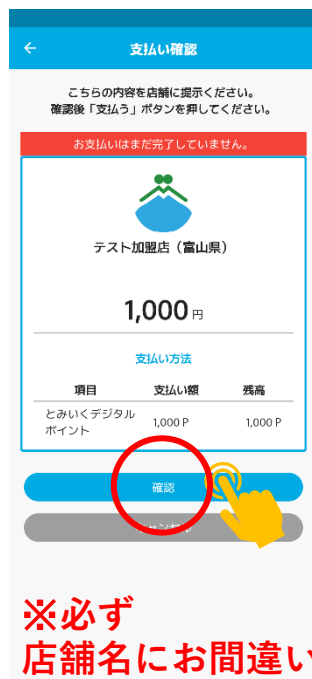 支払い確認
こちらの内容を店舗に提示ください。
確認後「支払う」ボタンを押してください。
お支払いはまだ完了していません。
テスト加盟店（富山県）
1,000 円
支払い方法
項目 支払い額 残高
とみいくデジタル
ポイント 1,000 P 1,000 P
確認
キャンセル
※必ず
店舗名にお間違い